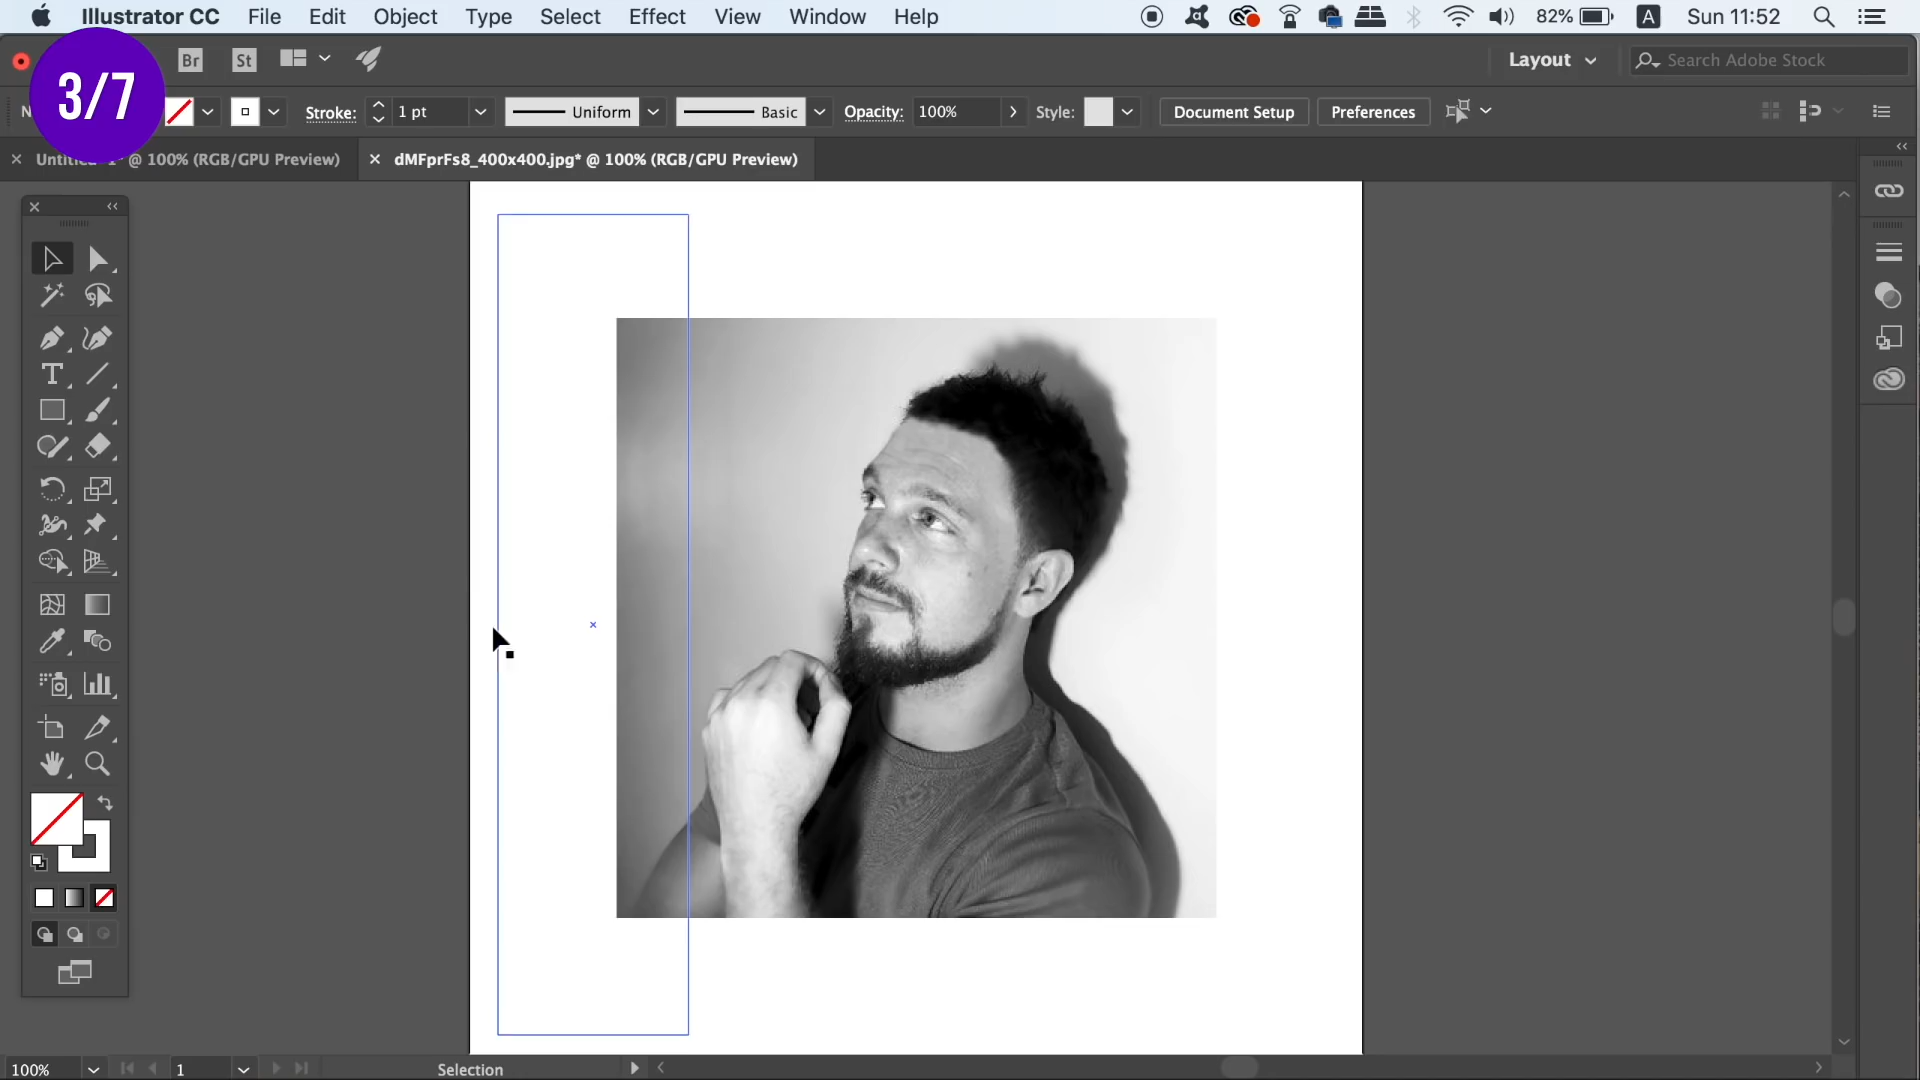 Illustrator CC File Edit Object Type Select Effect View Window Help 82% A Sun 11:52
Br St Layout Search Adobe Stock
3/7
Stroke: 1 pt Uniform Basic Opacity: 100% Style: Document Setup Preferences
@ 100% (RGB/GPU Preview) dMFprFs8_400x400.jpg* @ 100% (RGB/GPU Preview)
T
100% 1 Selection